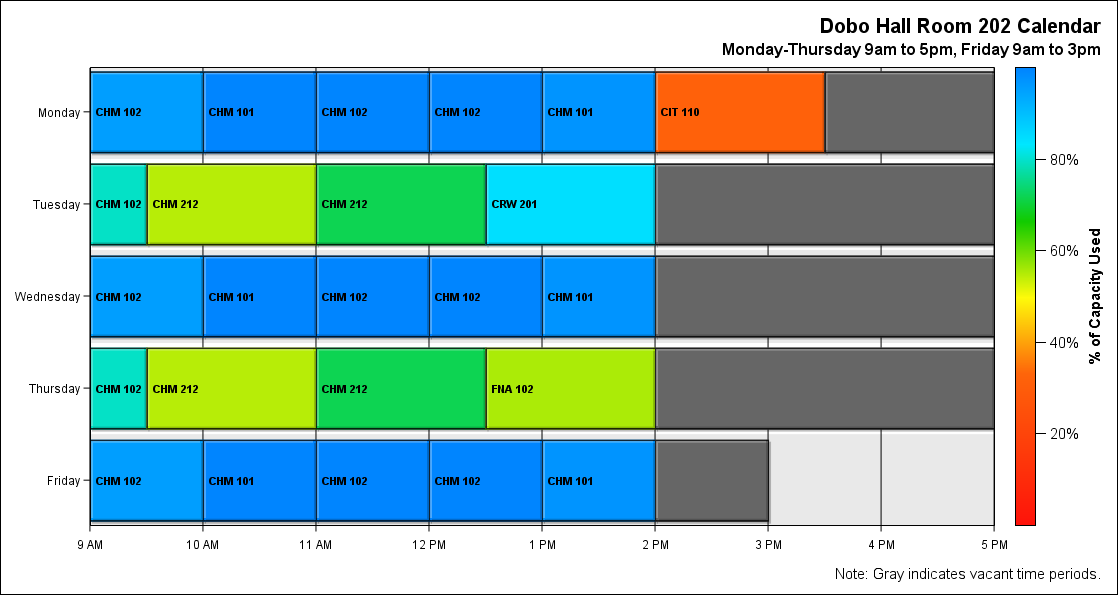 Dobo Hall Room 202 Calendar
Monday-Thursday 9am to 5pm, Friday 9am to 3pm
Monday CHM 102 CHM 101 CHM 102 CHM 102 CHM 101 CIT 110
80%
Tuesday CHM 102 CHM 212 CHM 212 CRW 201
60%
Wednesday CHM 102 CHM 101 CHM 102 CHM 102 CHM 101
% of Capacity Used
40%
Thursday CHM 102 CHM 212 CHM 212 FNA 102
20%
Friday CHM 102 CHM 101 CHM 102 CHM 102 CHM 101
9 AM 10 AM 11 AM 12 PM 1 PM 2 PM 3 PM 4 PM 5 PM
Note: Gray indicates vacant time periods.